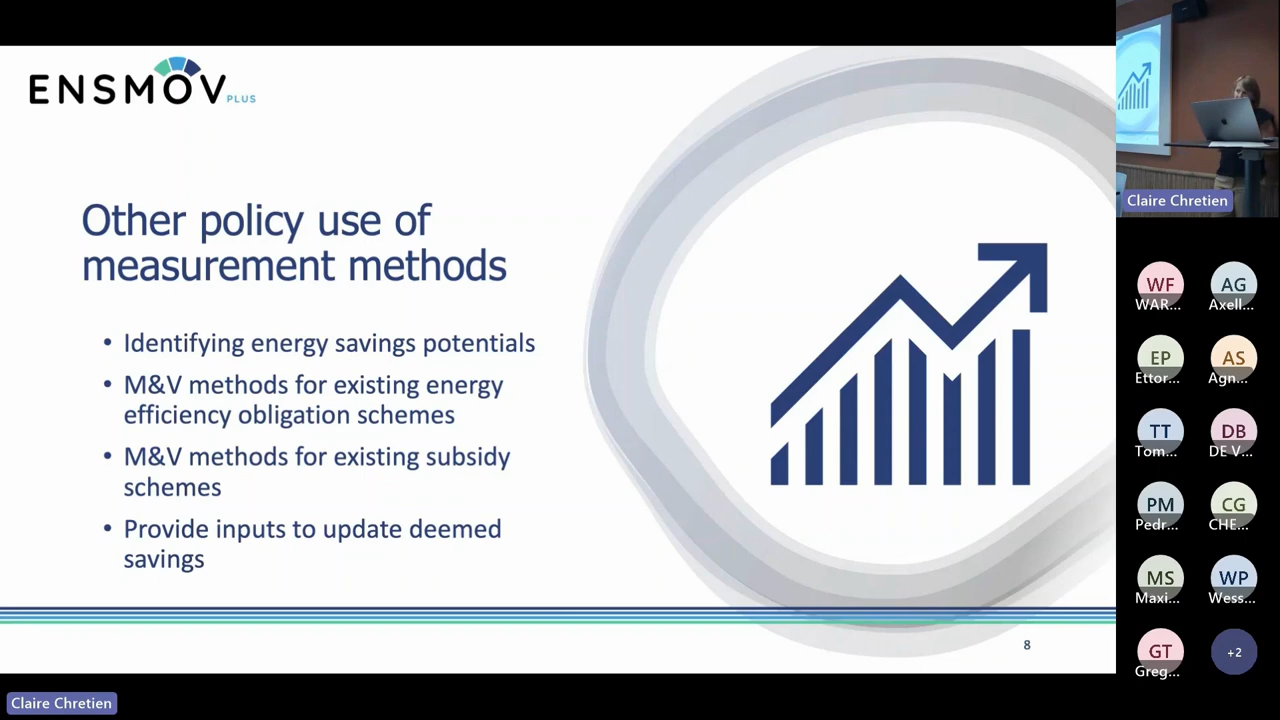 ENSMOV PLUS
Other policy use of
measurement methods
• Identifying energy savings potentials
• M&V methods for existing energy
efficiency obligation schemes
• M&V methods for existing subsidy
schemes
• Provide inputs to update deemed
savings
8
Claire Chretien
Claire Chretien
WF
WAR...
AG
Axell...
EP
Ettor...
AS
Agn...
TT
Tom...
DB
DE V...
PM
Pedr...
CG
CHE...
MS
Maxi...
WP
Wess...
GT
Greg...
+2